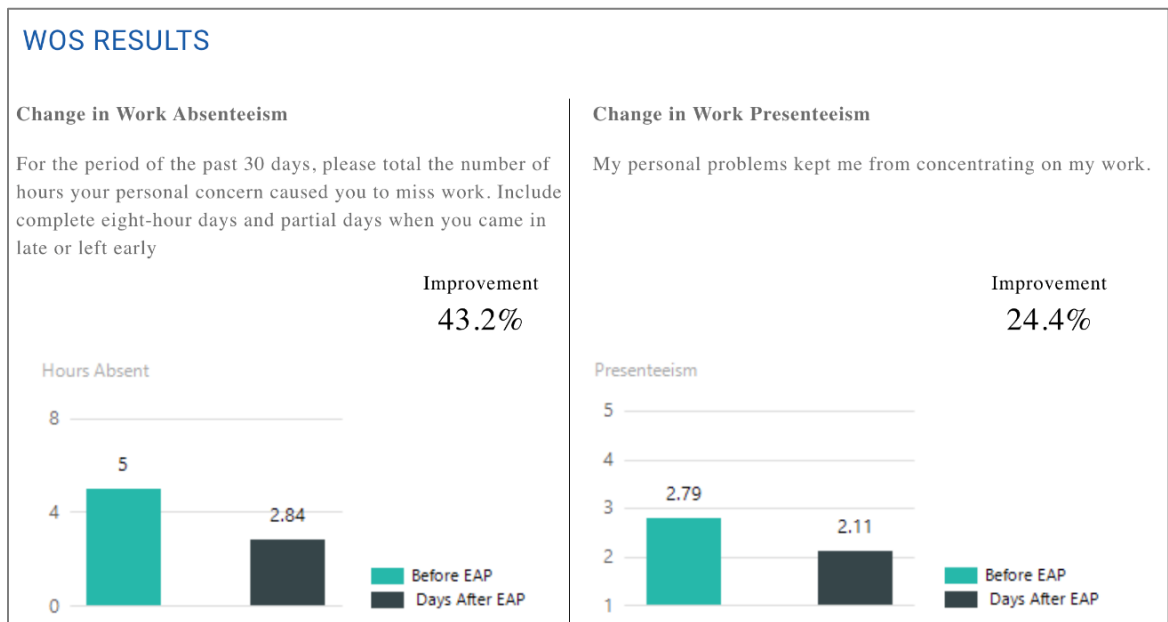 WOS RESULTS
Change in Work Absenteeism
For the period of the past 30 days, please total the number of
hours your personal concern caused you to miss work. Include
complete eight-hour days and partial days when you came in
late or left early
Improvement
43.2%
Hours Absent
8
5
4
2.84
0
Before EAP
Days After EAP
Change in Work Presenteeism
My personal problems kept me from concentrating on my work.
Improvement
24.4%
Presenteeism
5
4
3
2.79
2.11
2
1
Before EAP
Days After EAP